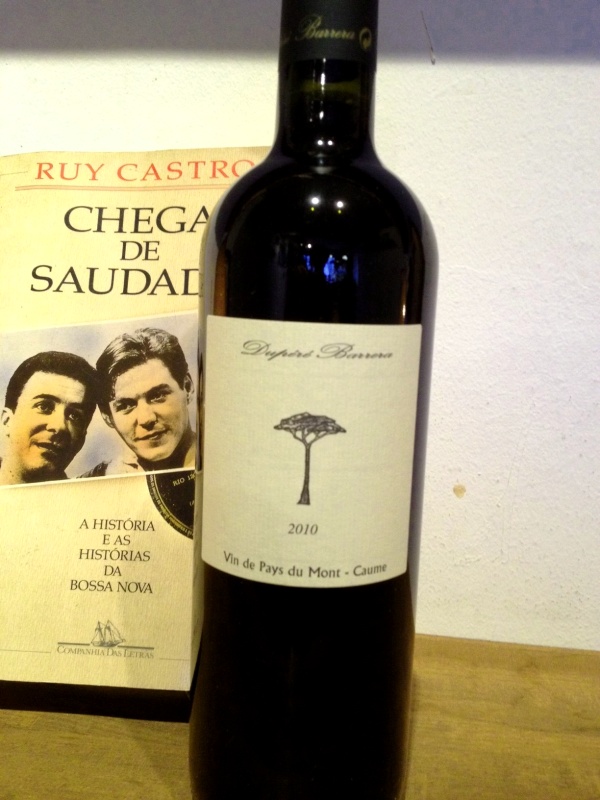 RUY CASTRO
CHEGA
DE
SAUDAD
RIO
A HISTÓRIA
E AS
HISTÓRIAS
DA
BOSSA NOVA
COMPANHIA DAS LETRAS
Barrera
Dupéré Barrera
2010
Vin de Pays du Mont - Caume